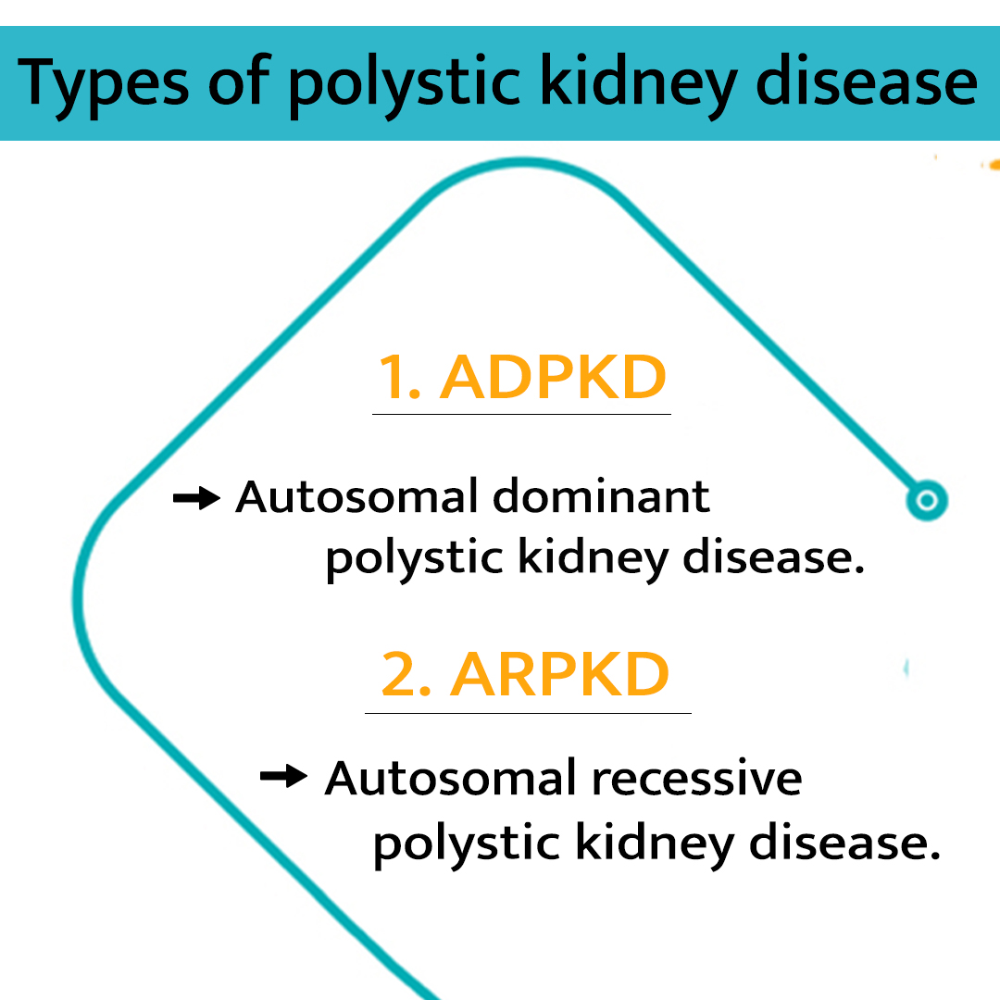 Types of polystic kidney disease
1. ADPKD
Autosomal dominant
polystic kidney disease.
2. ARPKD
Autosomal recessive
polystic kidney disease.